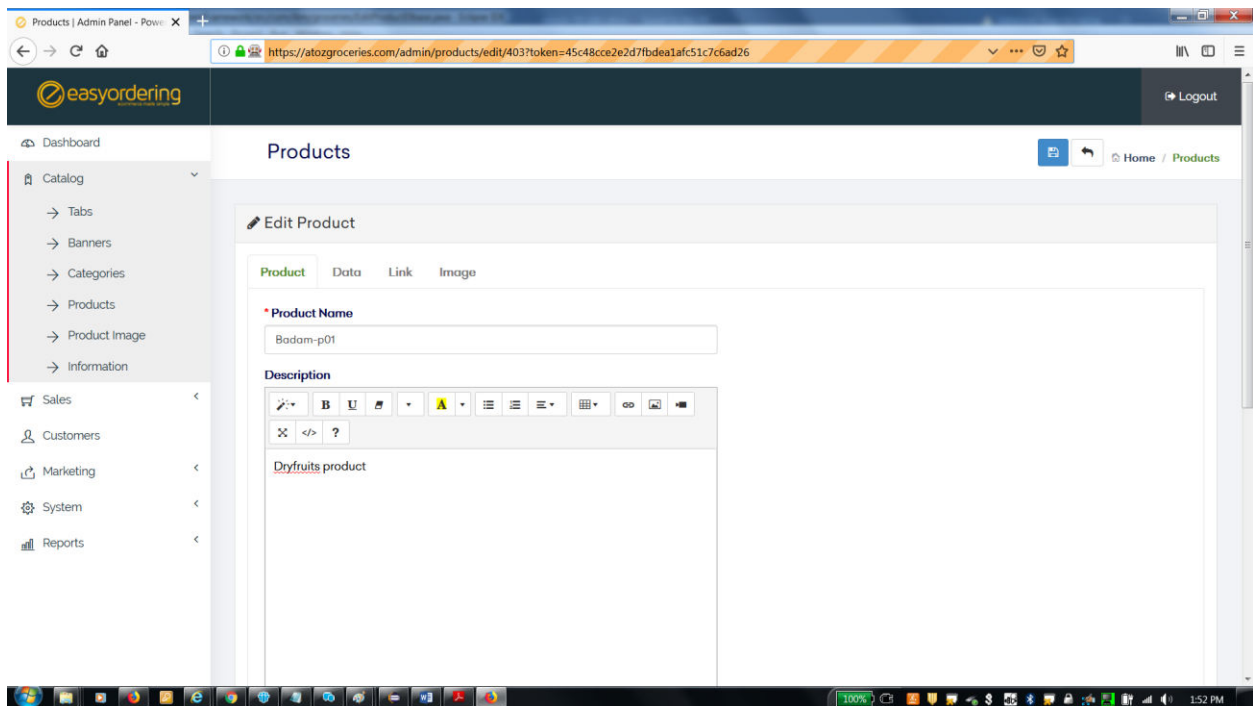 Products | Admin Panel - Powe
https://atozgroceries.com/admin/products/edit/403?token=45c48cce2e2d7fbdea1afc51c7c6ad26
easyordering
Logout
Dashboard
Products
Home / Products
Catalog
Tabs
Edit Product
Banners
Categories
Product Data Link Image
Products
* Product Name
Product Image
Badam-p01
Information
Description
Sales
B U A
Customers
</> ?
Marketing
Dryfruits product
System
Reports
100%
1:52 PM